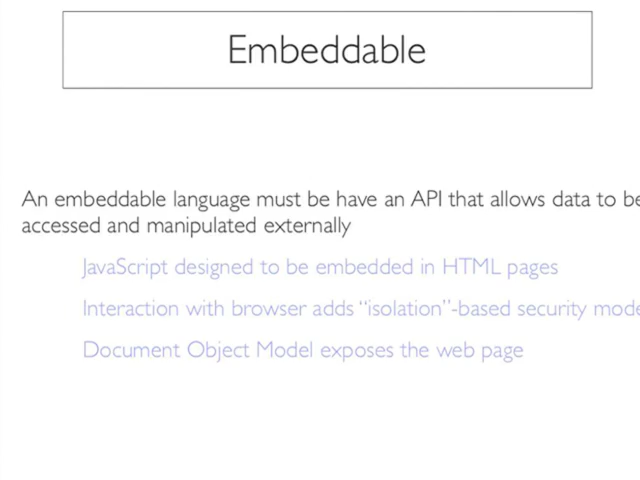 Embeddable
An embeddable language must be have an API that allows data to be
accessed and manipulated externally
JavaScript designed to be embedded in HTML pages
Interaction with browser adds “isolation”-based security mode
Document Object Model exposes the web page